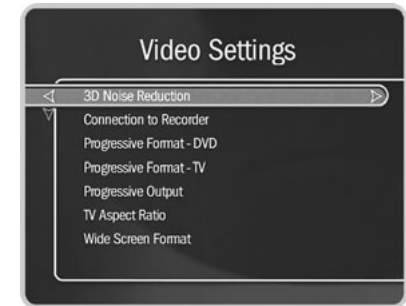 Video Settings
3D Noise Reduction
Connection to Recorder
Progressive Format - DVD
Progressive Format - TV
Progressive Output
TV Aspect Ratio
Wide Screen Format